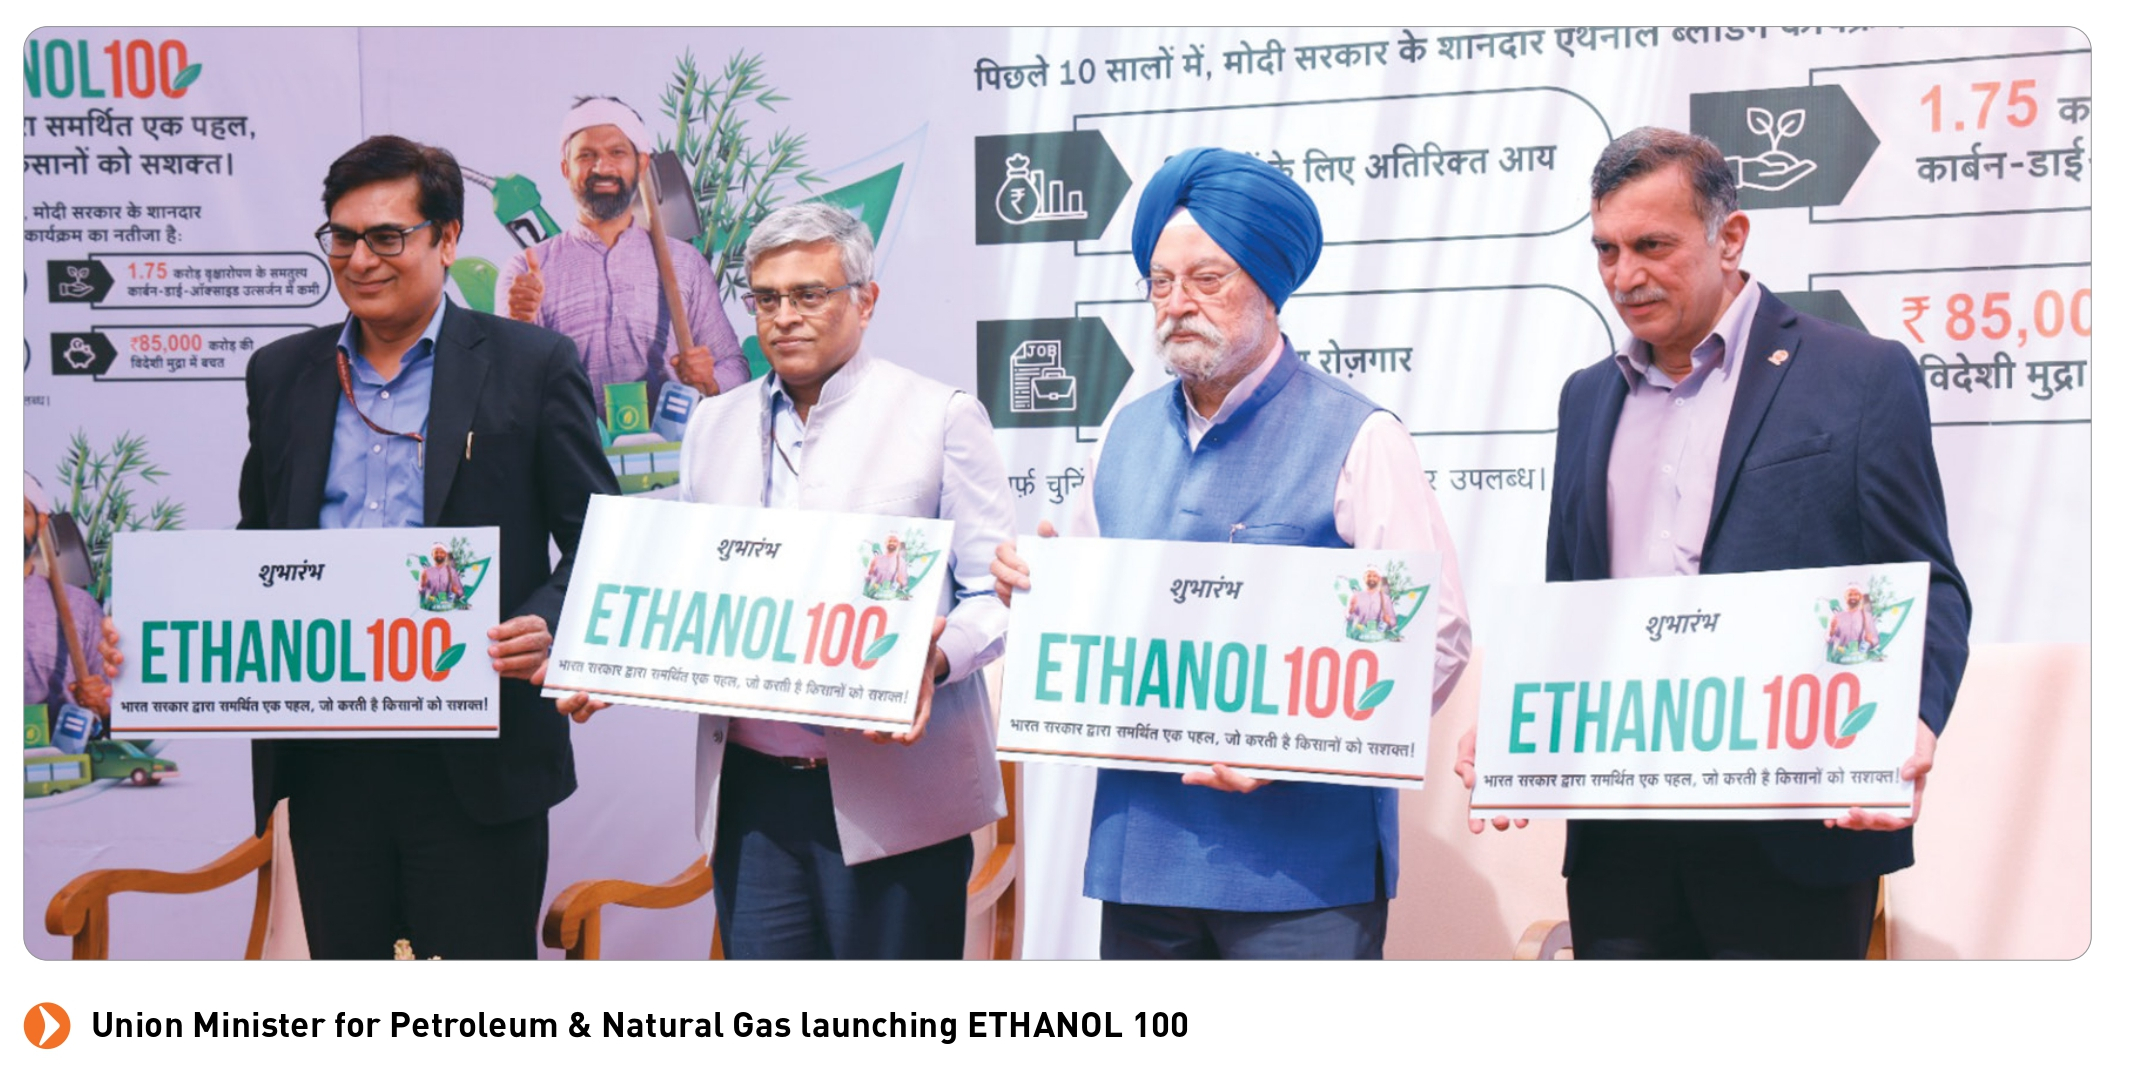 NOL100
समर्थित एक पहल,
को सशक्त।
मोदी सरकार के शानदार
कार्यक्रम का नतीजा है:
1.75 करोड़ वृक्षारोपण के समतुल्य
कार्बन-डाई-ऑक्साइड उत्सर्जन में कमी
₹85,000 करोड़ की
विदेशी मुद्रा में बचत
पिछले 10 सालों में, मोदी सरकार के शानदार एथेनॉल
के लिए अतिरिक्त आय
1.75
कार्बन-डाई
JOB
रोज़गार
₹ 85,00
विदेशी मुद्रा
उपलब्ध।
शुभारंभ
ETHANOL100
भारत सरकार द्वारा समर्थित एक पहल, जो करती है किसानों को सशक्त!
शुभारंभ
ETHANOL100
भारत सरकार द्वारा समर्थित एक पहल, जो करती है किसानों को सशक्त!
शुभारंभ
ETHANOL100
भारत सरकार द्वारा समर्थित एक पहल, जो करती है किसानों को सशक्त!
शुभारंभ
ETHANOL100
भारत सरकार द्वारा समर्थित एक पहल, जो करती है किसानों को सशक्त!
Union Minister for Petroleum & Natural Gas launching ETHANOL 100